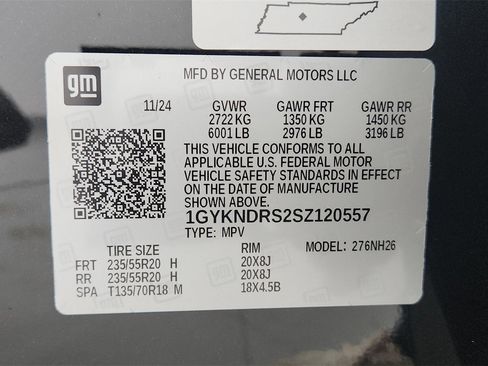 gm
MFD BY GENERAL MOTORS LLC
11/24 GVWR GAWR FRT GAWR RR
2722 KG 1350 KG 1450 KG
6001 LB 2976 LB 3196 LB
THIS VEHICLE CONFORMS TO ALL
APPLICABLE U.S. FEDERAL MOTOR
VEHICLE SAFETY STANDARDS IN EFFECT
ON THE DATE OF MANUFACTURE
SHOWN ABOVE.
1GYKNDRS2SZ120557
TYPE: MPV
TIRE SIZE RIM MODEL: 276NH26
FRT 235/55R20 H 20X8J
RR 235/55R20 H 20X8J
SPA T135/70R18 M 18X4.5B